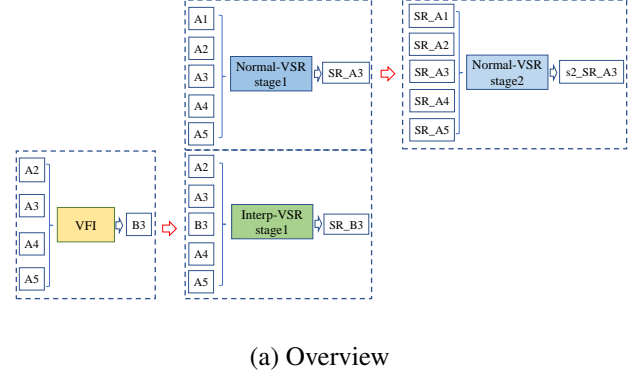 A1
A2
A3
A4
A5
Normal-VSR
stage1
SR_A3
SR_A1
SR_A2
SR_A3
SR_A4
SR_A5
Normal-VSR
stage2
s2_SR_A3
A2
A3
A4
A5
VFI
B3
A2
A3
B3
A4
A5
Interp-VSR
stage1
SR_B3
(a) Overview